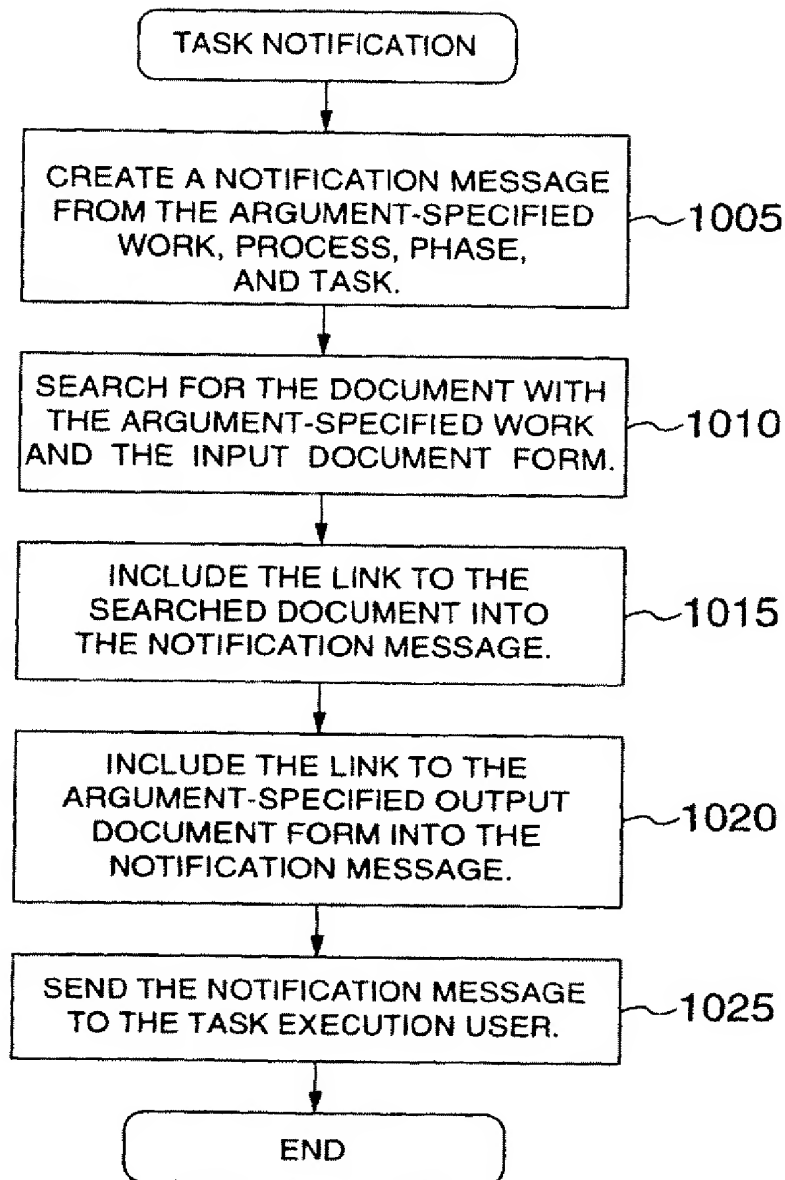 TASK NOTIFICATION
CREATE A NOTIFICATION MESSAGE
FROM THE ARGUMENT-SPECIFIED
WORK, PROCESS, PHASE,
AND TASK.
1005
SEARCH FOR THE DOCUMENT WITH
THE ARGUMENT-SPECIFIED WORK
AND THE INPUT DOCUMENT FORM.
1010
INCLUDE THE LINK TO THE
SEARCHED DOCUMENT INTO
THE NOTIFICATION MESSAGE.
1015
INCLUDE THE LINK TO THE
ARGUMENT-SPECIFIED OUTPUT
DOCUMENT FORM INTO THE
NOTIFICATION MESSAGE.
1020
SEND THE NOTIFICATION MESSAGE
TO THE TASK EXECUTION USER.
1025
END